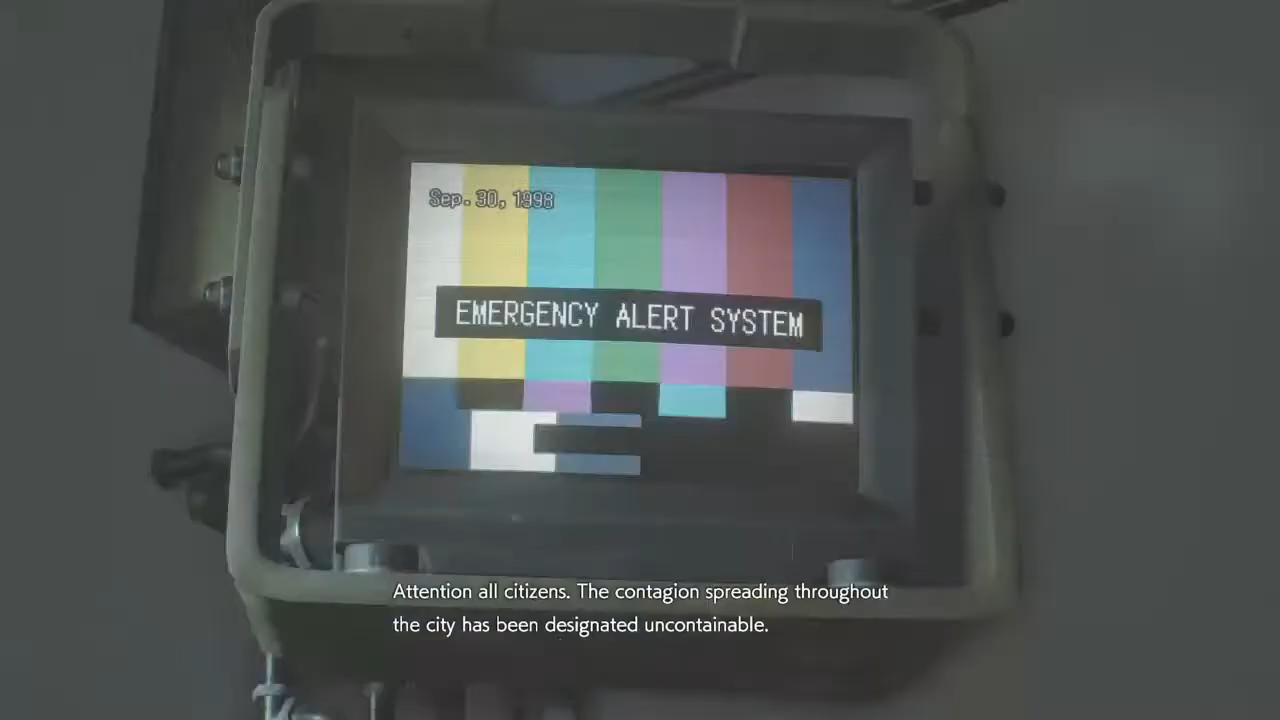 Sep. 30, 1998
EMERGENCY ALERT SYSTEM
Attention all citizens. The contagion spreading throughout
the city has been designated uncontainable.